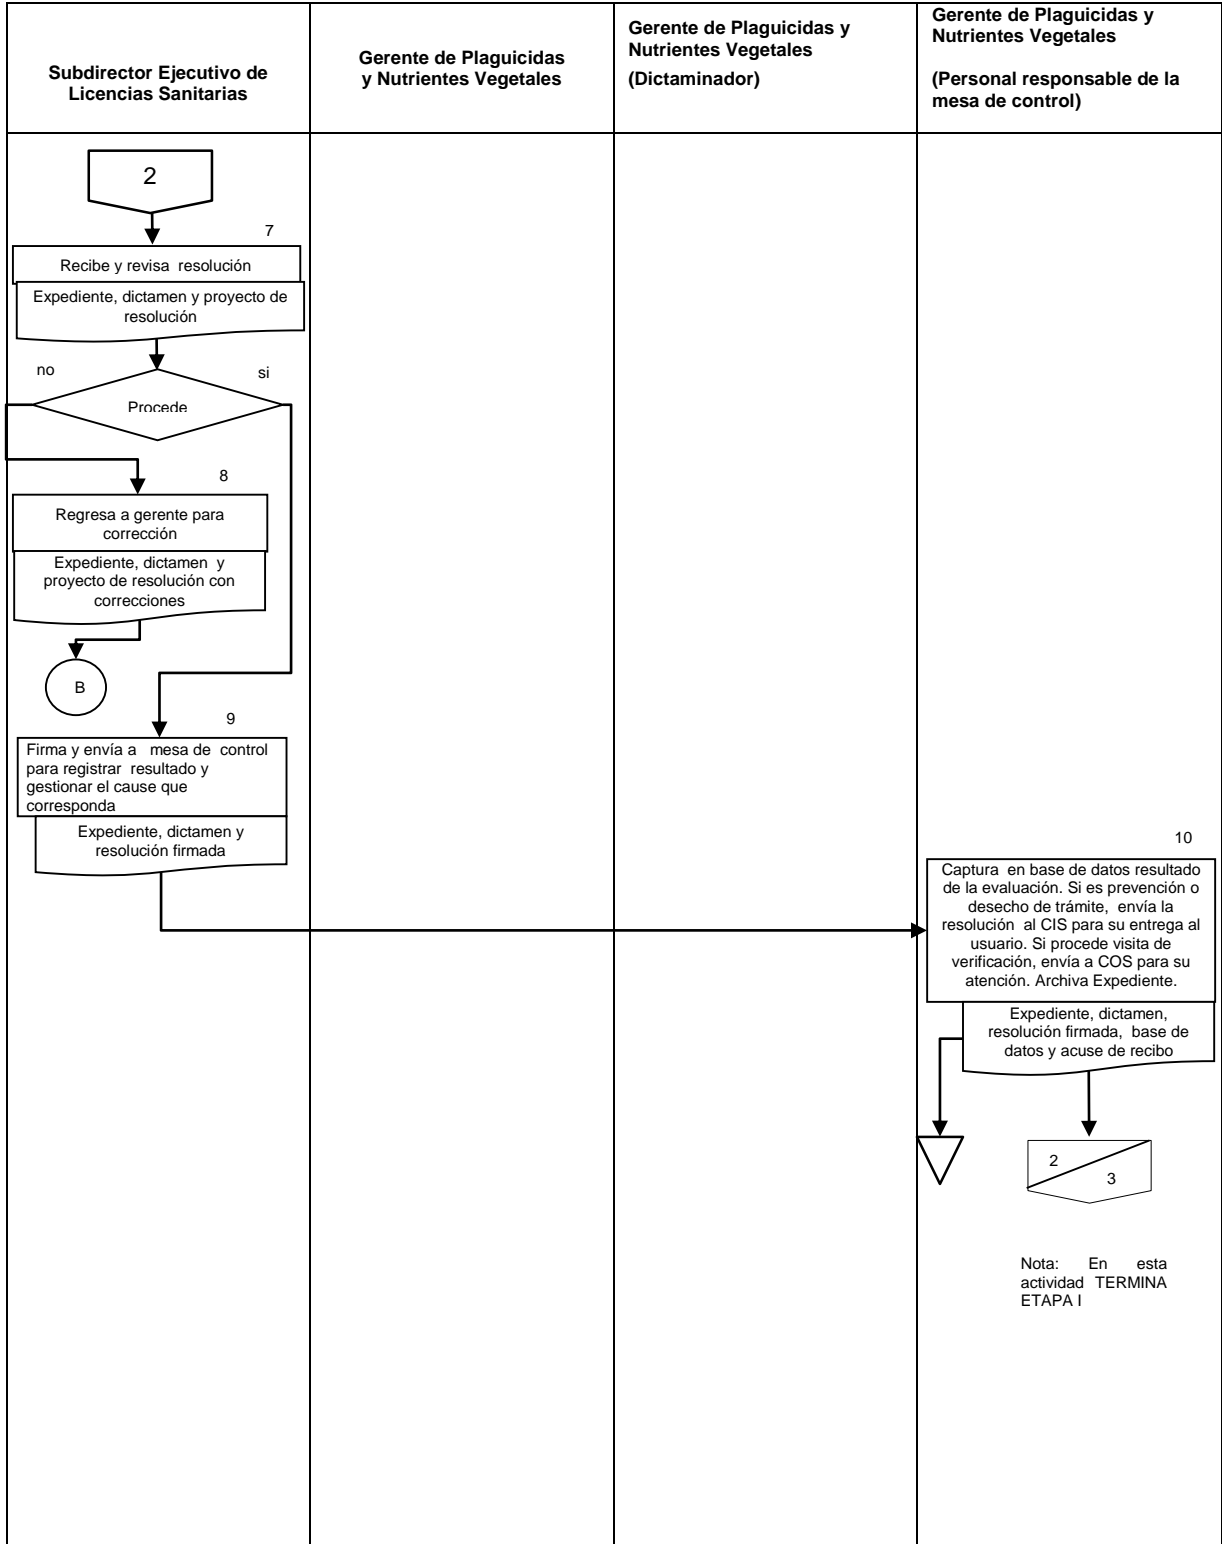 Subdirector Ejecutivo de
Licencias Sanitarias
Gerente de Plaguicidas
y Nutrientes Vegetales
Gerente de Plaguicidas y
Nutrientes Vegetales
(Dictaminador)
Gerente de Plaguicidas y
Nutrientes Vegetales
(Personal responsable de la
mesa de control)
2
7
Recibe y revisa resolución
Expediente, dictamen y proyecto de
resolución
no
si
Procede
8
Regresa a gerente para
corrección
Expediente, dictamen y
proyecto de resolución con
correcciones
B
9
Firma y envía a mesa de control
para registrar resultado y
gestionar el cause que
corresponda
Expediente, dictamen y
resolución firmada
10
Captura en base de datos resultado
de la evaluación. Si es prevención o
desecho de trámite, envía la
resolución al CIS para su entrega al
usuario. Si procede visita de
verificación, envía a COS para su
atención. Archiva Expediente.
Expediente, dictamen,
resolución firmada, base de
datos y acuse de recibo
2
3
Nota: En esta
actividad TERMINA
ETAPA I